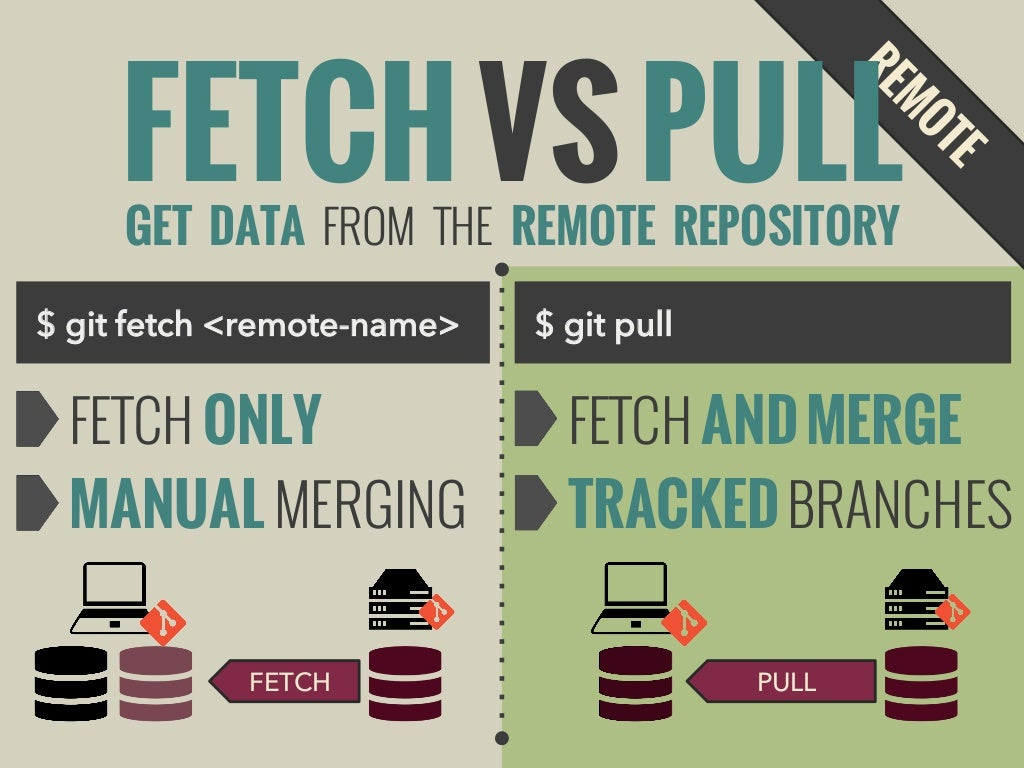 REMOTE
FETCH VS PULL
GET DATA FROM THE REMOTE REPOSITORY
$ git fetch <remote-name>
FETCH ONLY
MANUAL MERGING
FETCH
$ git pull
FETCH AND MERGE
TRACKED BRANCHES
PULL